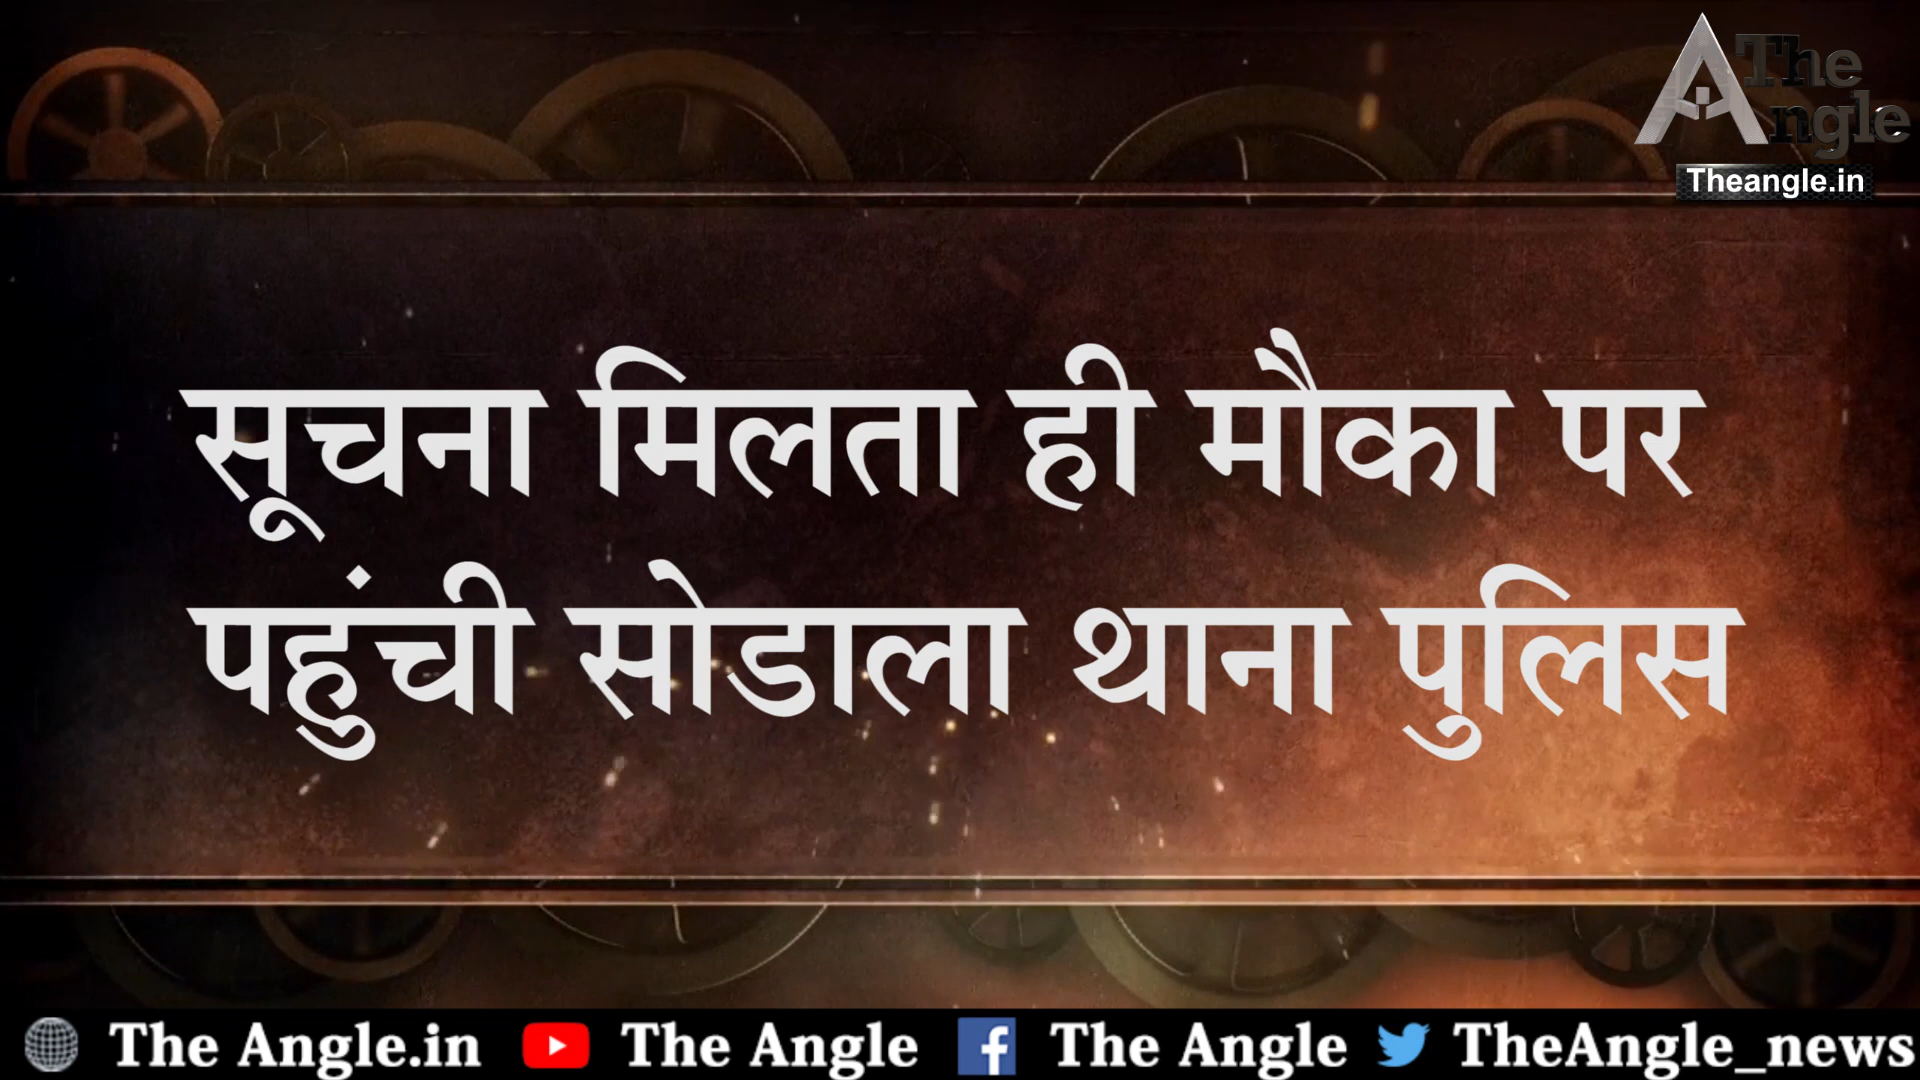 The
Angle
Theangle.in
सूचना मिलता ही मौका पर
पहुंची सोडाला थाना पुलिस
The Angle.in The Angle The Angle TheAngle_news